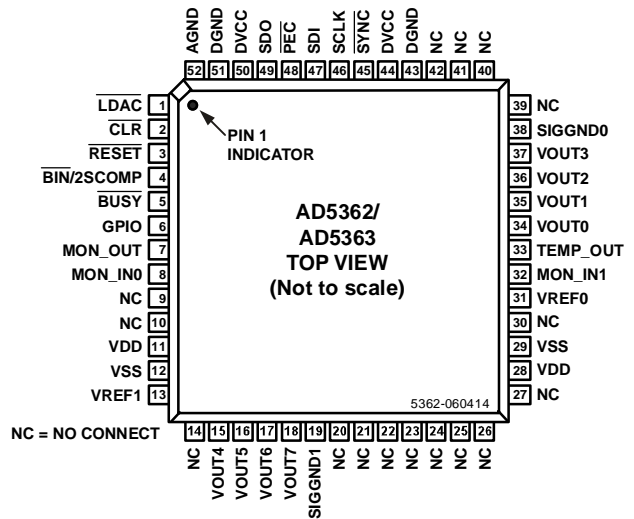 AGND
DGND
DVCC
SDO
PEC
SDI
SCLK
SYNC
DVCC
DGND
NC
NC
NC
52
51
50
49
48
47
46
45
44
43
42
41
40
LDAC 1
CLR 2
RESET 3
BIN/2SCOMP 4
BUSY 5
GPIO 6
MON_OUT 7
MON_IN0 8
NC 9
NC 10
VDD 11
VSS 12
VREF1 13
PIN 1
INDICATOR
AD5362/
AD5363
TOP VIEW
(Not to scale)
39 NC
38 SIGGND0
37 VOUT3
36 VOUT2
35 VOUT1
34 VOUT0
33 TEMP_OUT
32 MON_IN1
31 VREF0
30 NC
29 VSS
28 VDD
27 NC
5362-060414
NC = NO CONNECT
14
15
16
17
18
19
20
21
22
23
24
25
26
NC
VOUT4
VOUT5
VOUT6
VOUT7
SIGGND1
NC
NC
NC
NC
NC
NC
NC